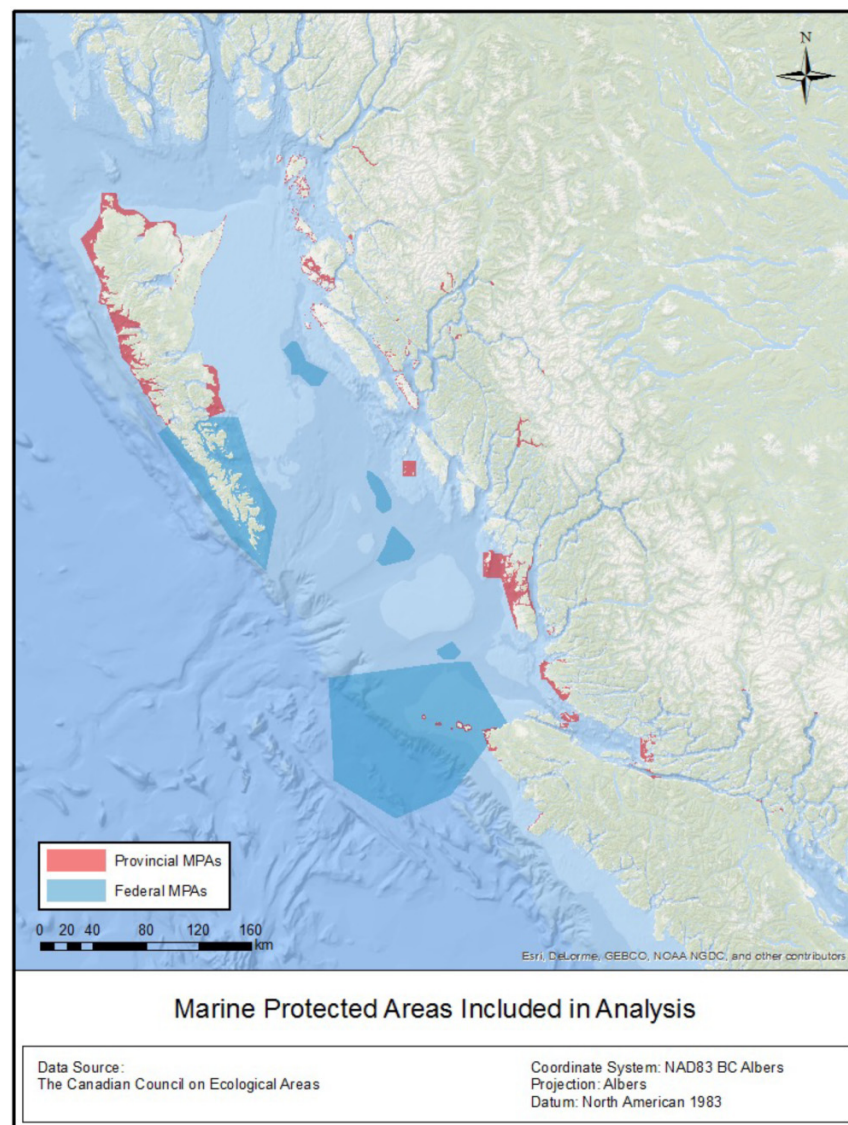 N
Provincial MPAs
Federal MPAs
0 20 40 80 120 160
km
Esri, DeLorme, GEBCO, NOAA NGDC, and other contributors
Marine Protected Areas Included in Analysis
Data Source:
The Canadian Council on Ecological Areas
Coordinate System: NAD83 BC Albers
Projection: Albers
Datum: North American 1983